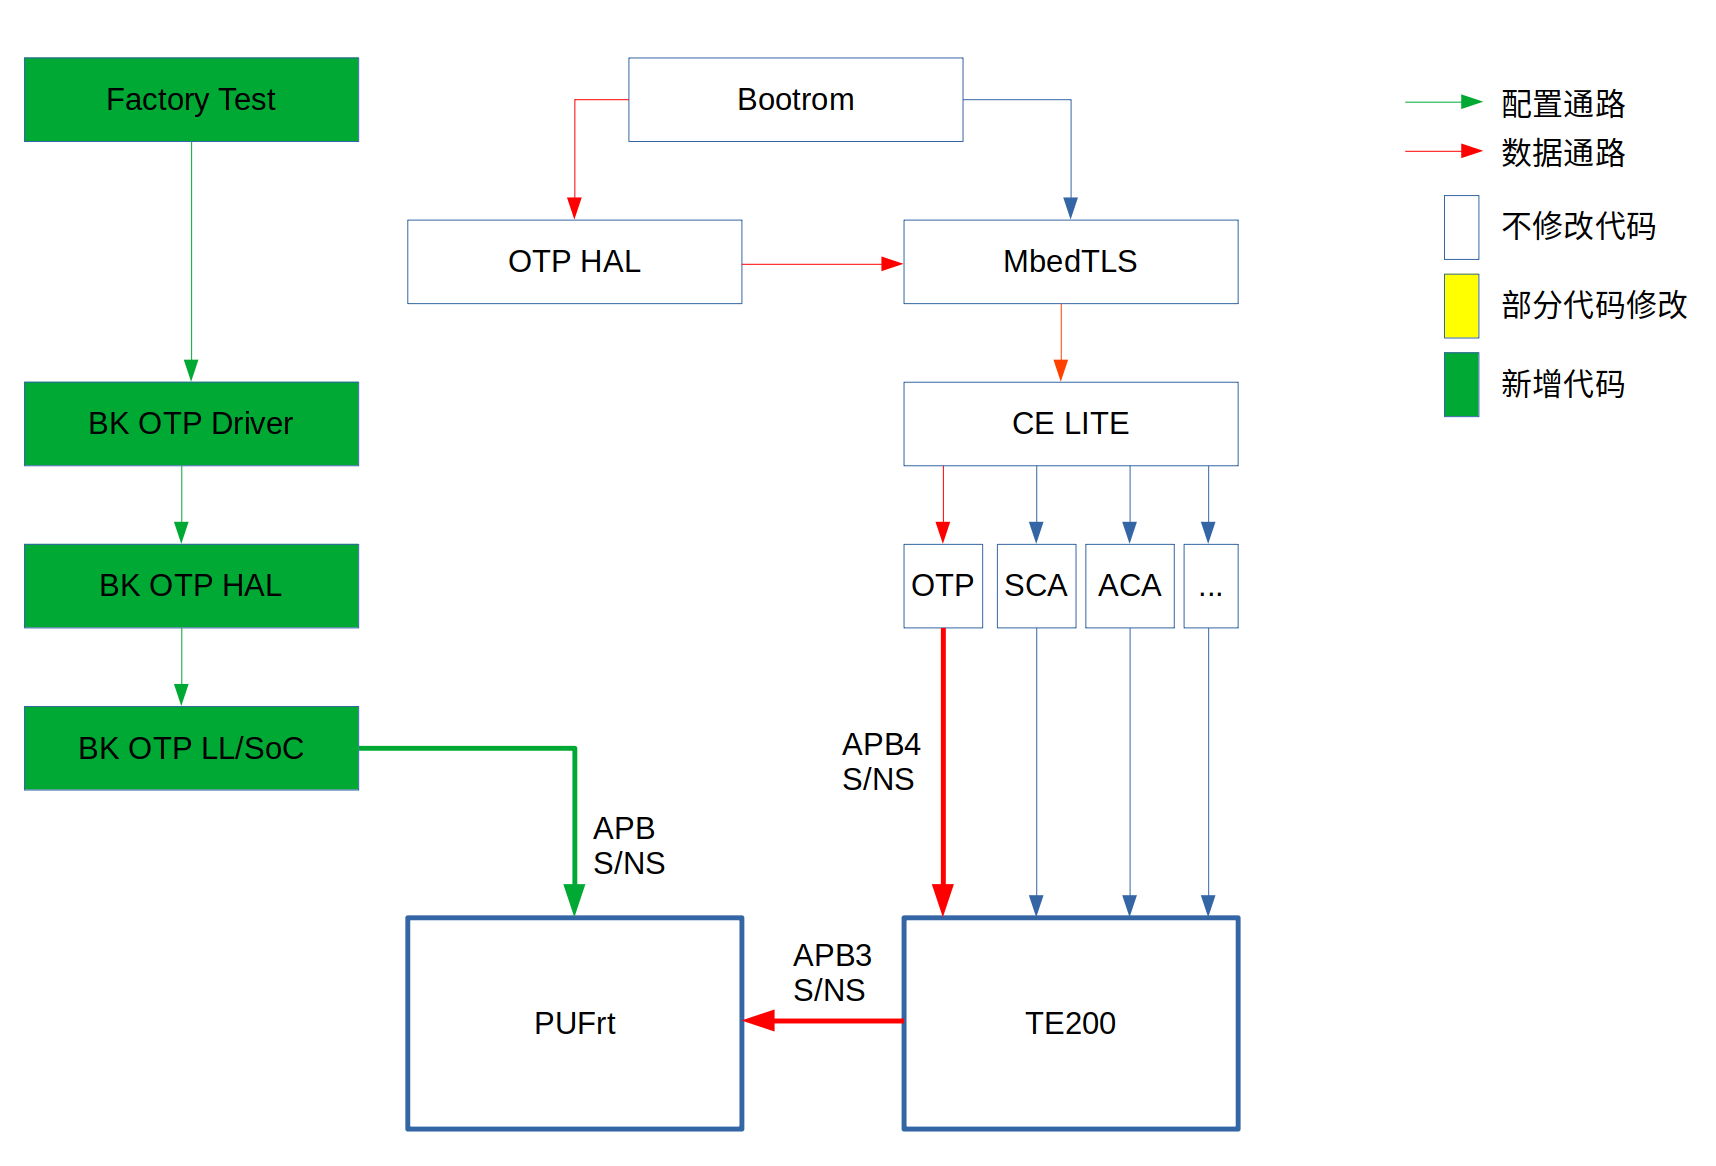 Factory Test
Bootrom
配置通路
数据通路
OTP HAL
MbedTLS
不修改代码
部分代码修改
新增代码
BK OTP Driver
CE LITE
BK OTP HAL
OTP
SCA
ACA
...
BK OTP LL/SoC
APB4
S/NS
APB
S/NS
APB3
S/NS
PUFrt
TE200